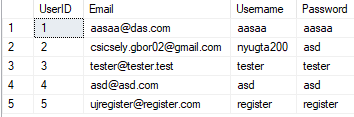 UserID Email Username Password
1 1 aasaa@das.com aasaa aasaa
2 2 csicsely.gbor02@gmail.com nyugta200 asd
3 3 tester@tester.test tester tester
4 4 asd@asd.com asd asd
5 5 ujregister@register.com register register